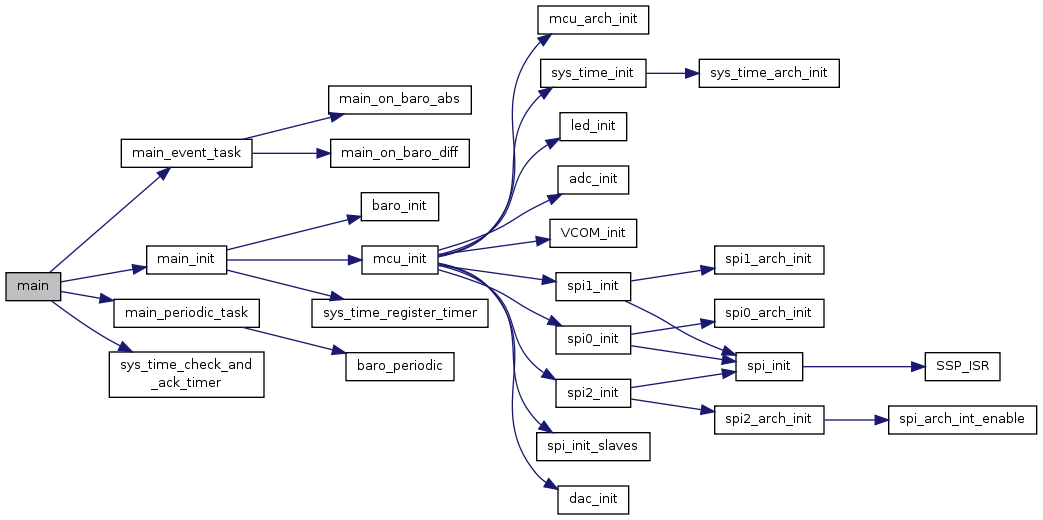 mcu_arch_init
sys_time_init
sys_time_arch_init
main_on_baro_abs
led_init
main_event_task
main_on_baro_diff
adc_init
baro_init
VCOM_init
main_init
mcu_init
spi1_arch_init
main
spi1_init
main_periodic_task
sys_time_register_timer
spi0_arch_init
spi0_init
sys_time_check_and
_ack_timer
baro_periodic
spi_init
SSP_ISR
spi2_init
spi2_arch_init
spi_arch_int_enable
spi_init_slaves
dac_init